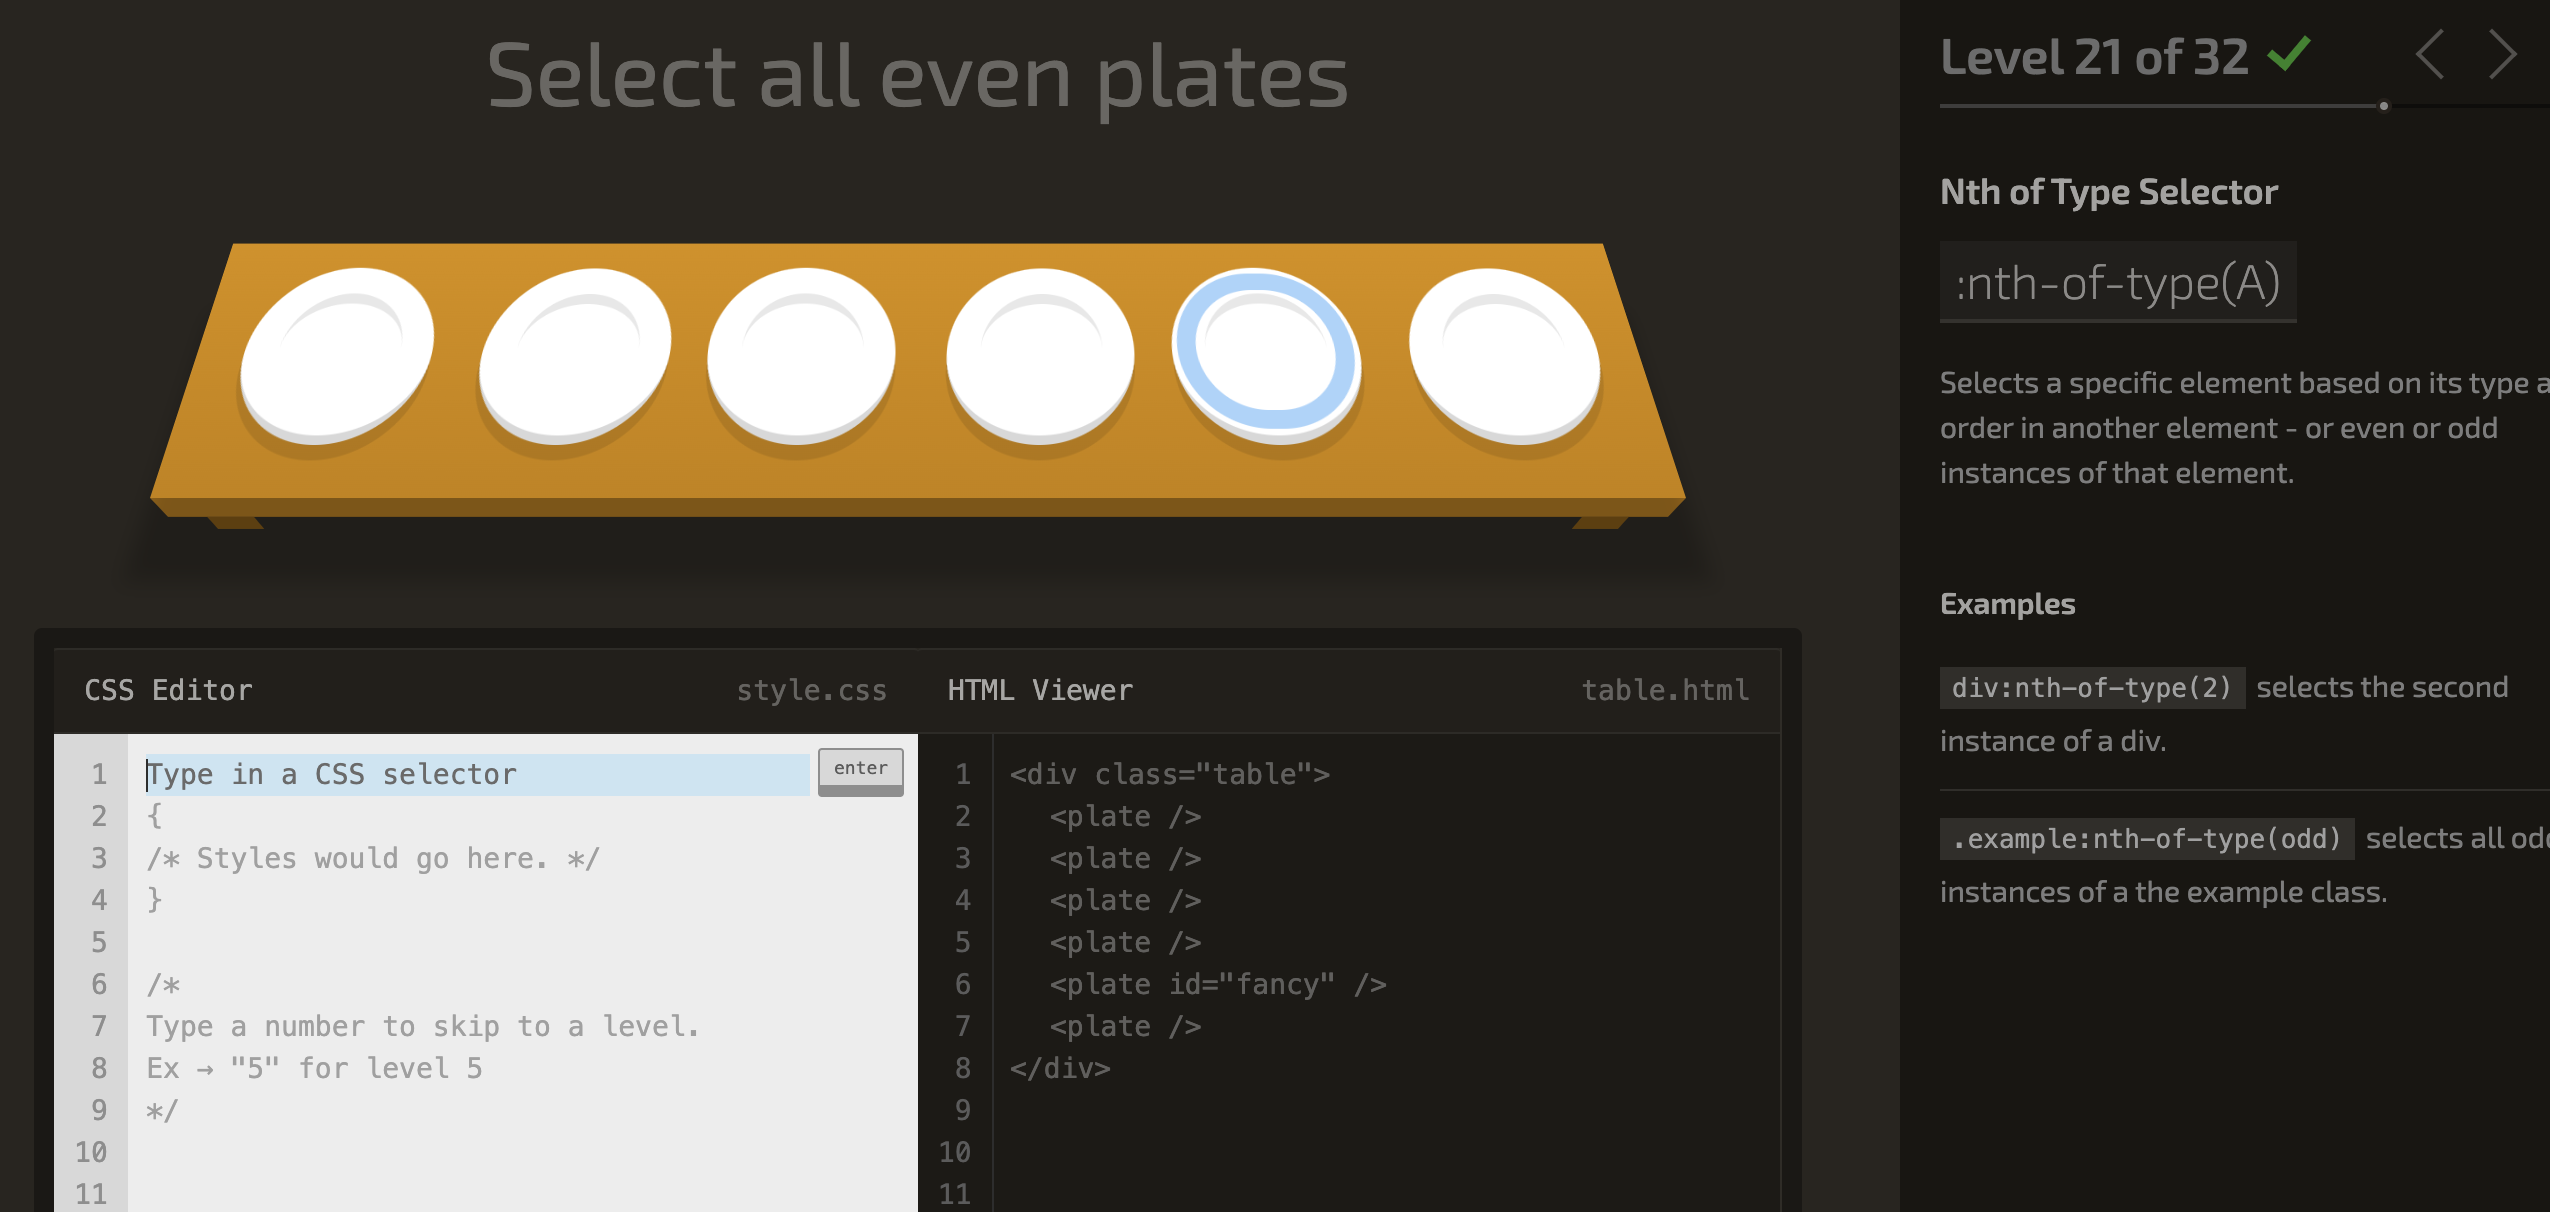 Select all even plates
Level 21 of 32
Nth of Type Selector
:nth-of-type(A)
Selects a specific element based on its type a
order in another element - or even or odd
instances of that element.
Examples
div:nth-of-type(2) selects the second
instance of a div.
.example:nth-of-type(odd) selects all odd
instances of a the example class.
CSS Editor style.css
1 Type in a CSS selector enter
2 {
3 /* Styles would go here. */
4 }
5
6 /*
7 Type a number to skip to a level.
8 Ex → "5" for level 5
9 */
10
11
HTML Viewer table.html
1 <div class="table">
2 <plate />
3 <plate />
4 <plate />
5 <plate />
6 <plate id="fancy" />
7 <plate />
8 </div>
9
10
11